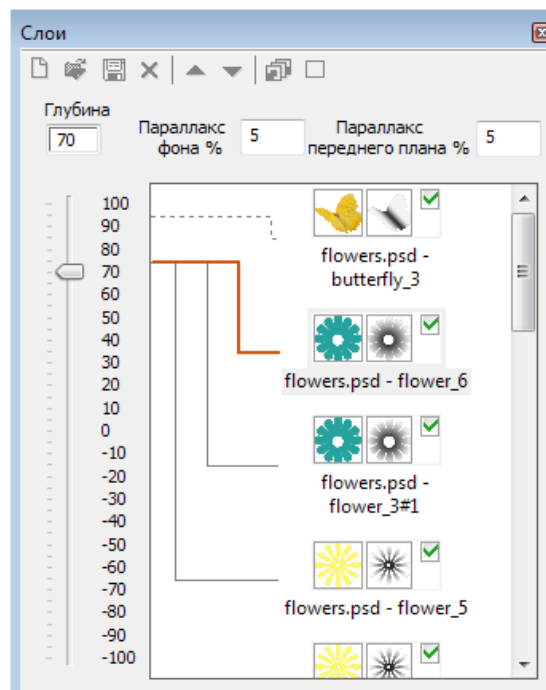 Слои
Глубина
70
Параллакс
фона %
5
Параллакс
переднего плана %
5
100
90
80
70
60
50
40
30
20
10
0
-10
-20
-30
-40
-50
-60
-70
-80
-90
-100
flowers.psd -
butterfly_3
flowers.psd - flower_6
flowers.psd -
flower_3#1
flowers.psd - flower_5